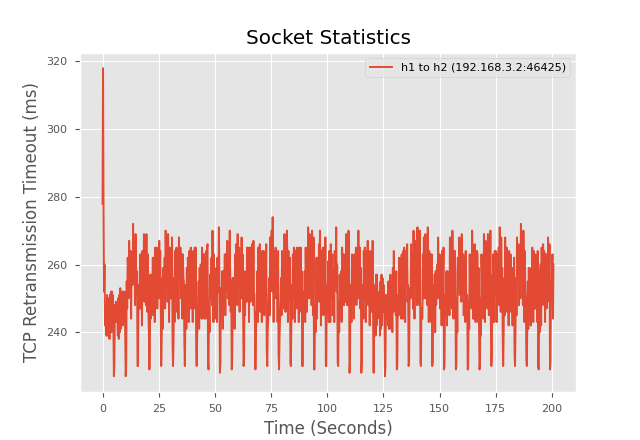 Socket Statistics
h1 to h2 (192.168.3.2:46425)
TCP Retransmission Timeout (ms)
320
300
280
260
240
0 25 50 75 100 125 150 175 200
Time (Seconds)